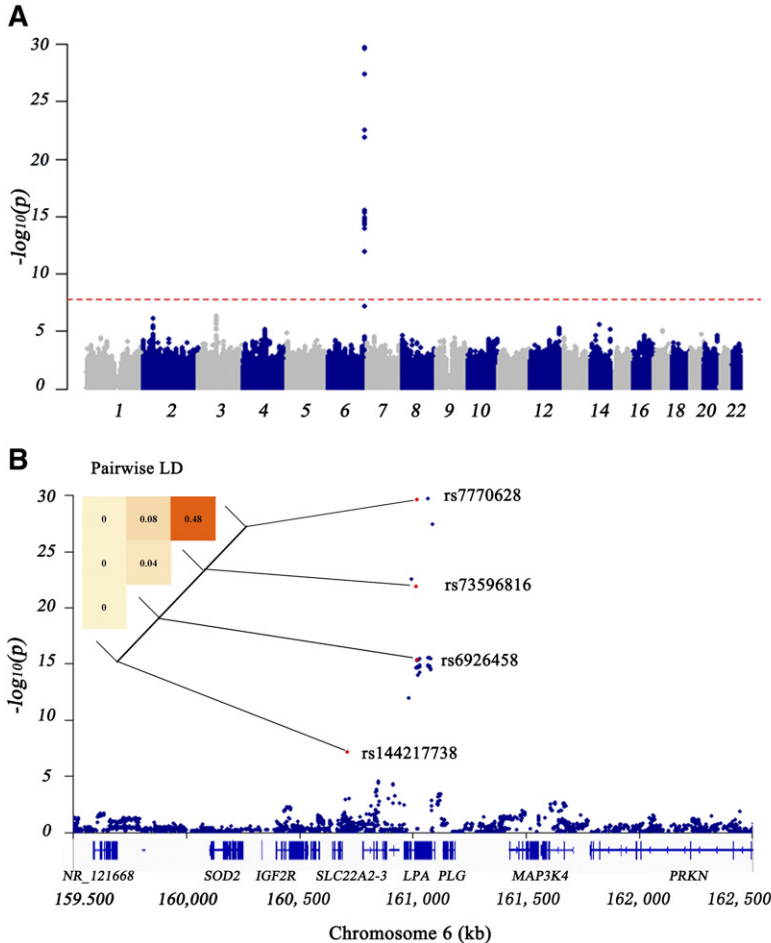 A
-log10(p)
30
25
20
15
10
5
0
1 2 3 4 5 6 7 8 9 10 12 14 16 18 20 22
B
Pairwise LD
-log10(p)
30
25
20
15
10
5
0
0 0.08 0.48
0 0.04
0
rs7770628
rs73596816
rs6926458
rs144217738
NR_121668 SOD2 IGF2R SLC22A2-3 LPA PLG MAP3K4 PRKN
159.500 160,000 160,500 161,000 161,500 162,000 162,500
Chromosome 6 (kb)